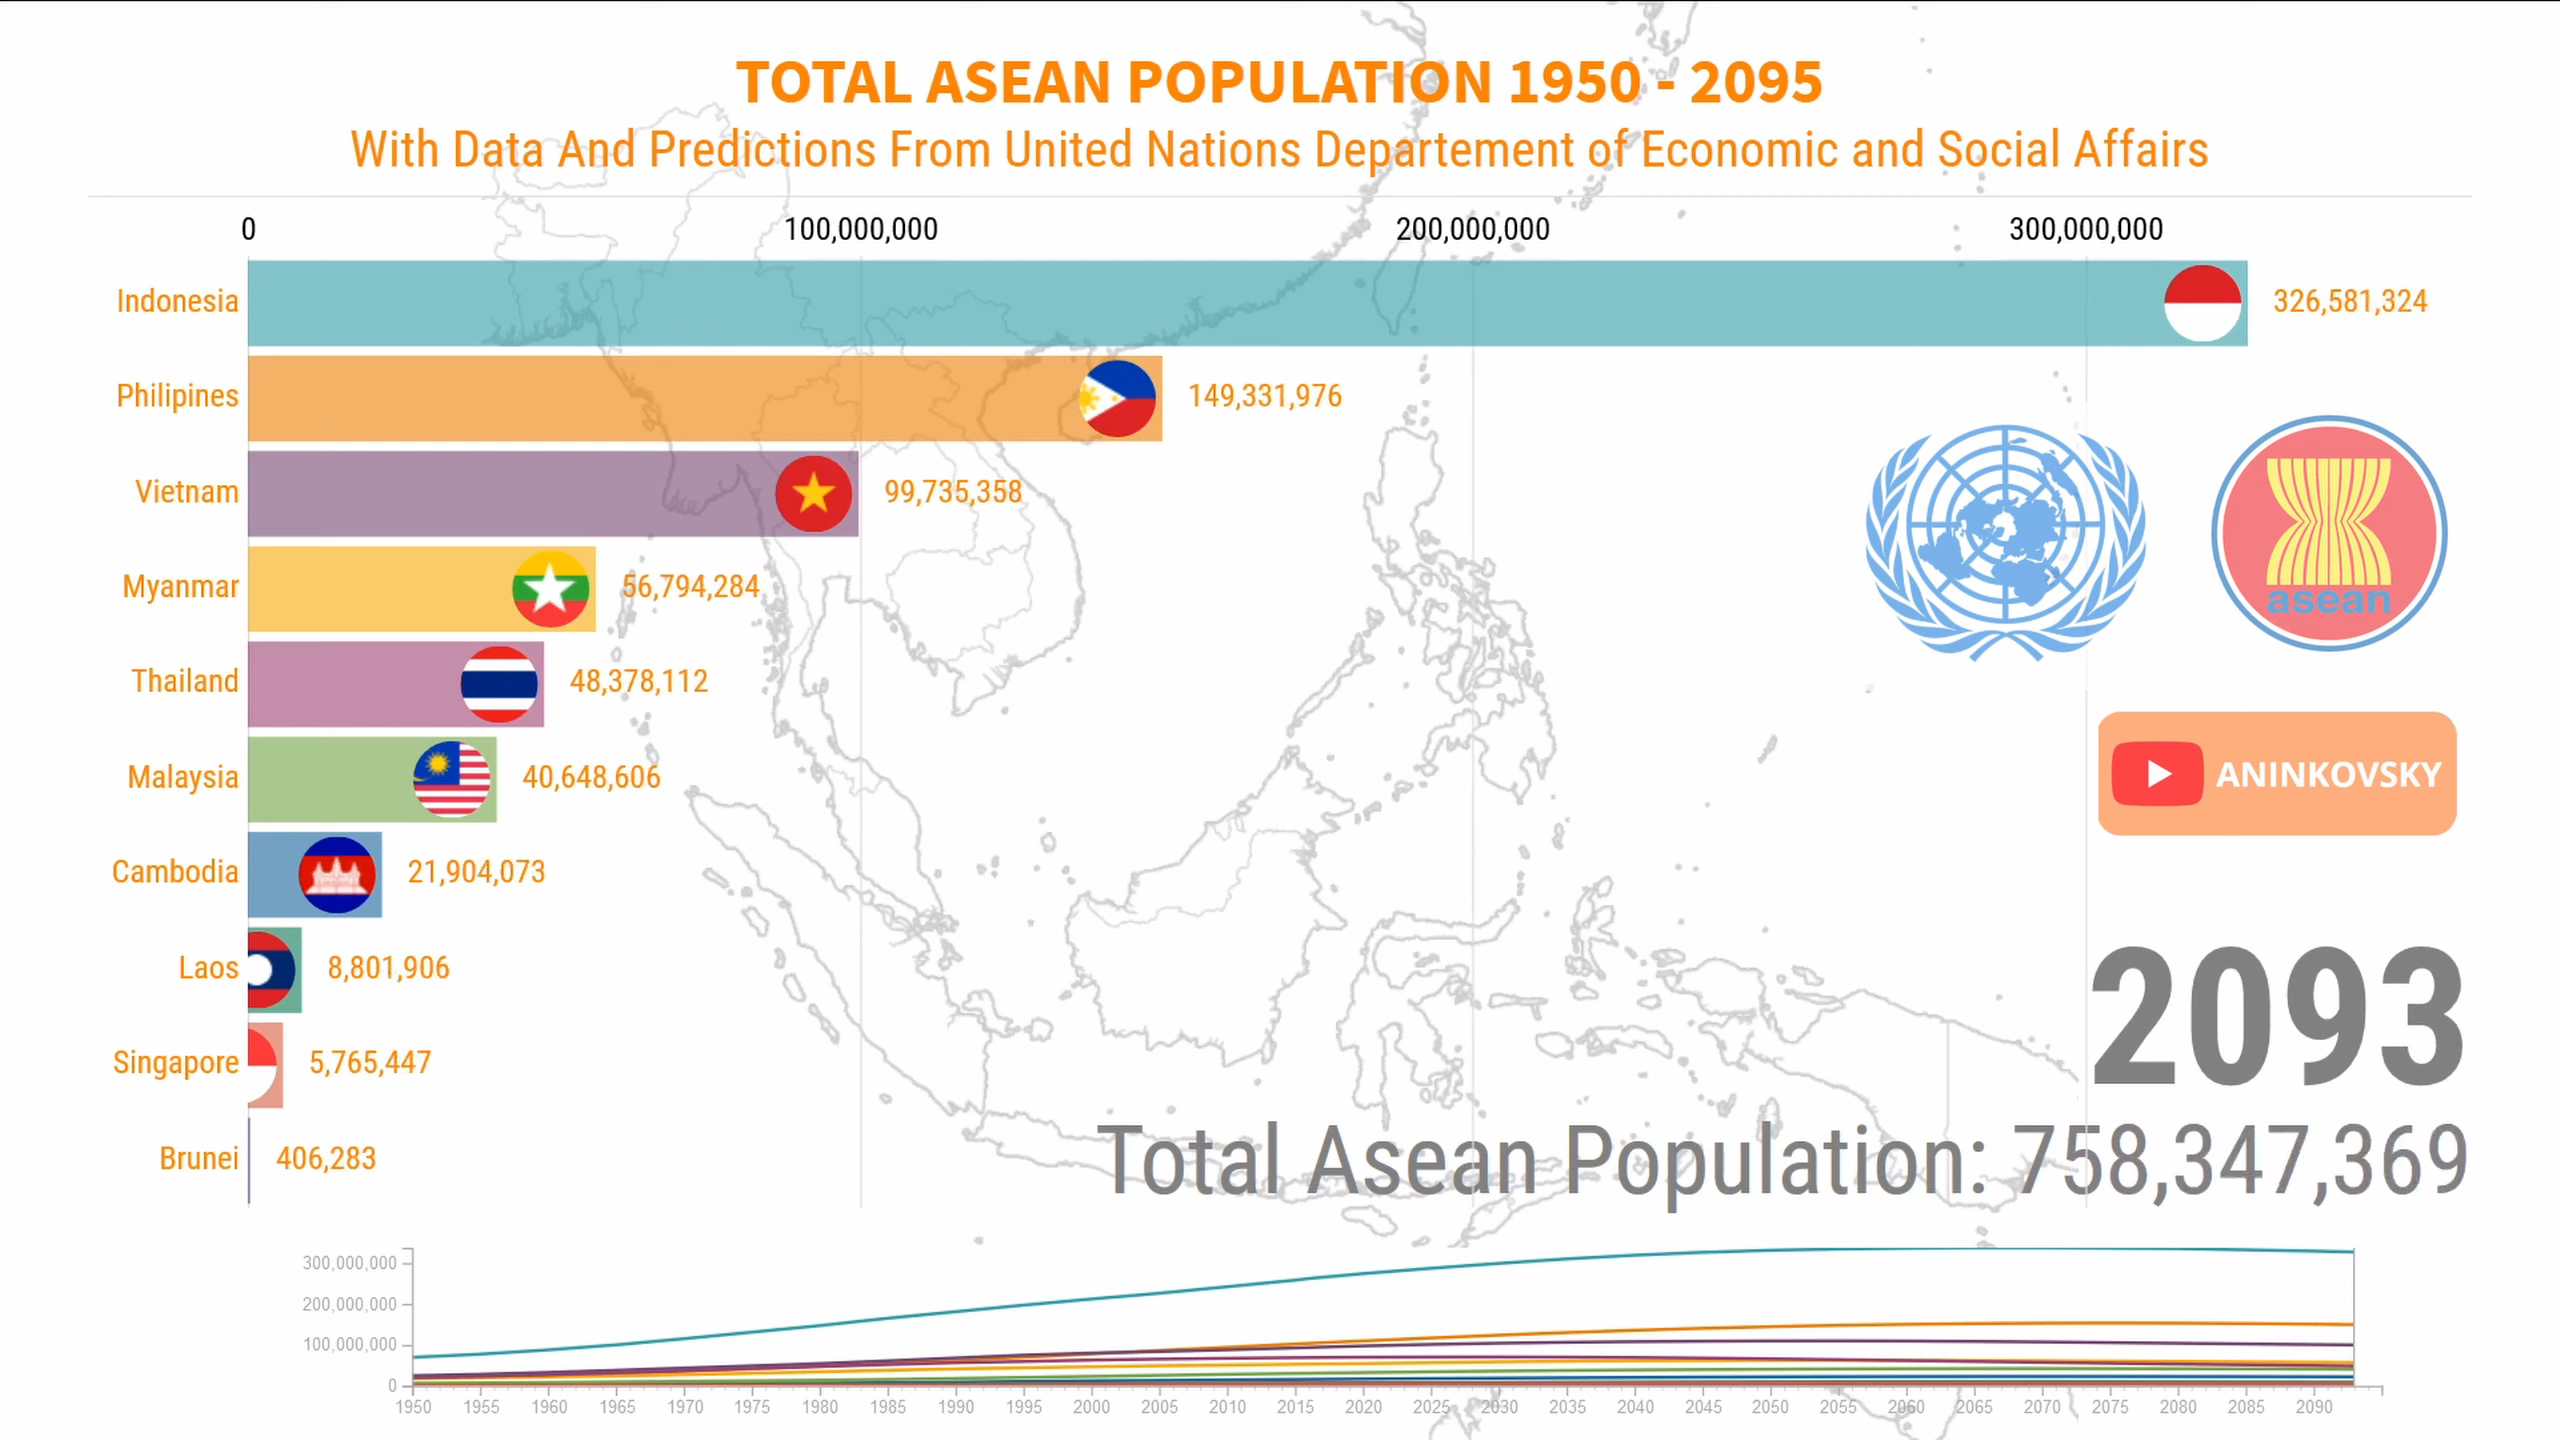 TOTAL ASEAN POPULATION 1950 - 2095
With Data And Predictions From United Nations Departement of Economic and Social Affairs
0 100,000,000 200,000,000 300,000,000
Indonesia 326,581,324
Philipines 149,331,976
Vietnam 99,735,358
Myanmar 56,794,284
asean
Thailand 48,378,112
Malaysia 40,648,606
ANINKOVSKY
Cambodia 21,904,073
Laos 8,801,906
2093
Singapore 5,765,447
Brunei 406,283
Total Asean Population: 758,347,369
300,000,000
200,000,000
100,000,000
0
1950 1955 1960 1965 1970 1975 1980 1985 1990 1995 2000 2005 2010 2015 2020 2025 2030 2035 2040 2045 2050 2055 2060 2065 2070 2075 2080 2085 2090